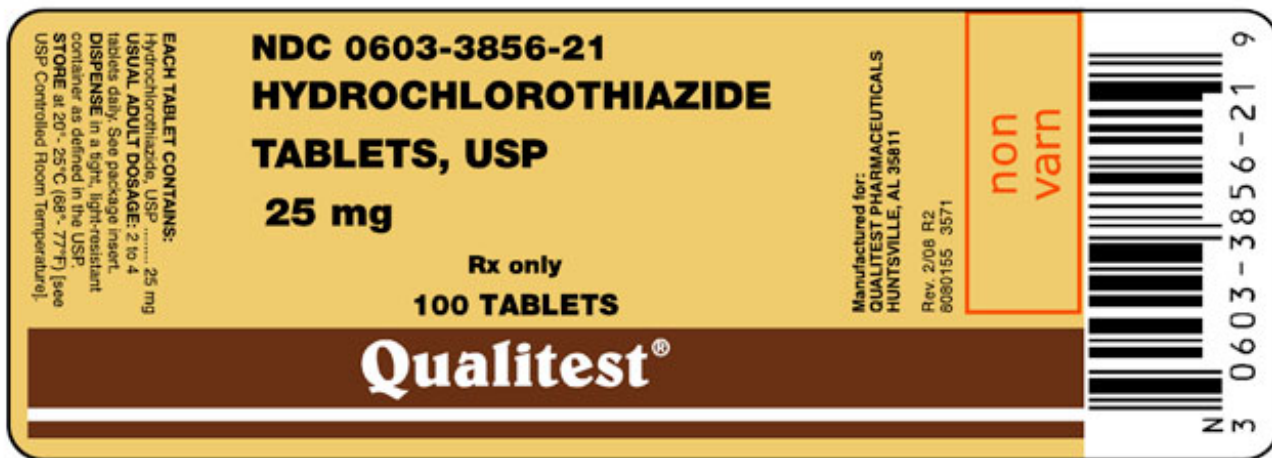 EACH TABLET CONTAINS:
Hydrochlorothiazide, USP ......... 25 mg
USUAL ADULT DOSAGE: 2 to 4
tablets daily. See package insert.
DISPENSE in a tight, light-resistant
container as defined in the USP.
STORE at 20°- 25°C (68°- 77°F) [see
USP Controlled Room Temperature].
NDC 0603-3856-21
HYDROCHLOROTHIAZIDE
TABLETS, USP
25 mg
Rx only
100 TABLETS
Qualitest®
Manufactured for:
QUALITEST PHARMACEUTICALS
HUNTSVILLE, AL 35811
Rev. 2/08 R2
8080155 3571
non
varn
N
3 0603-3856-21 9